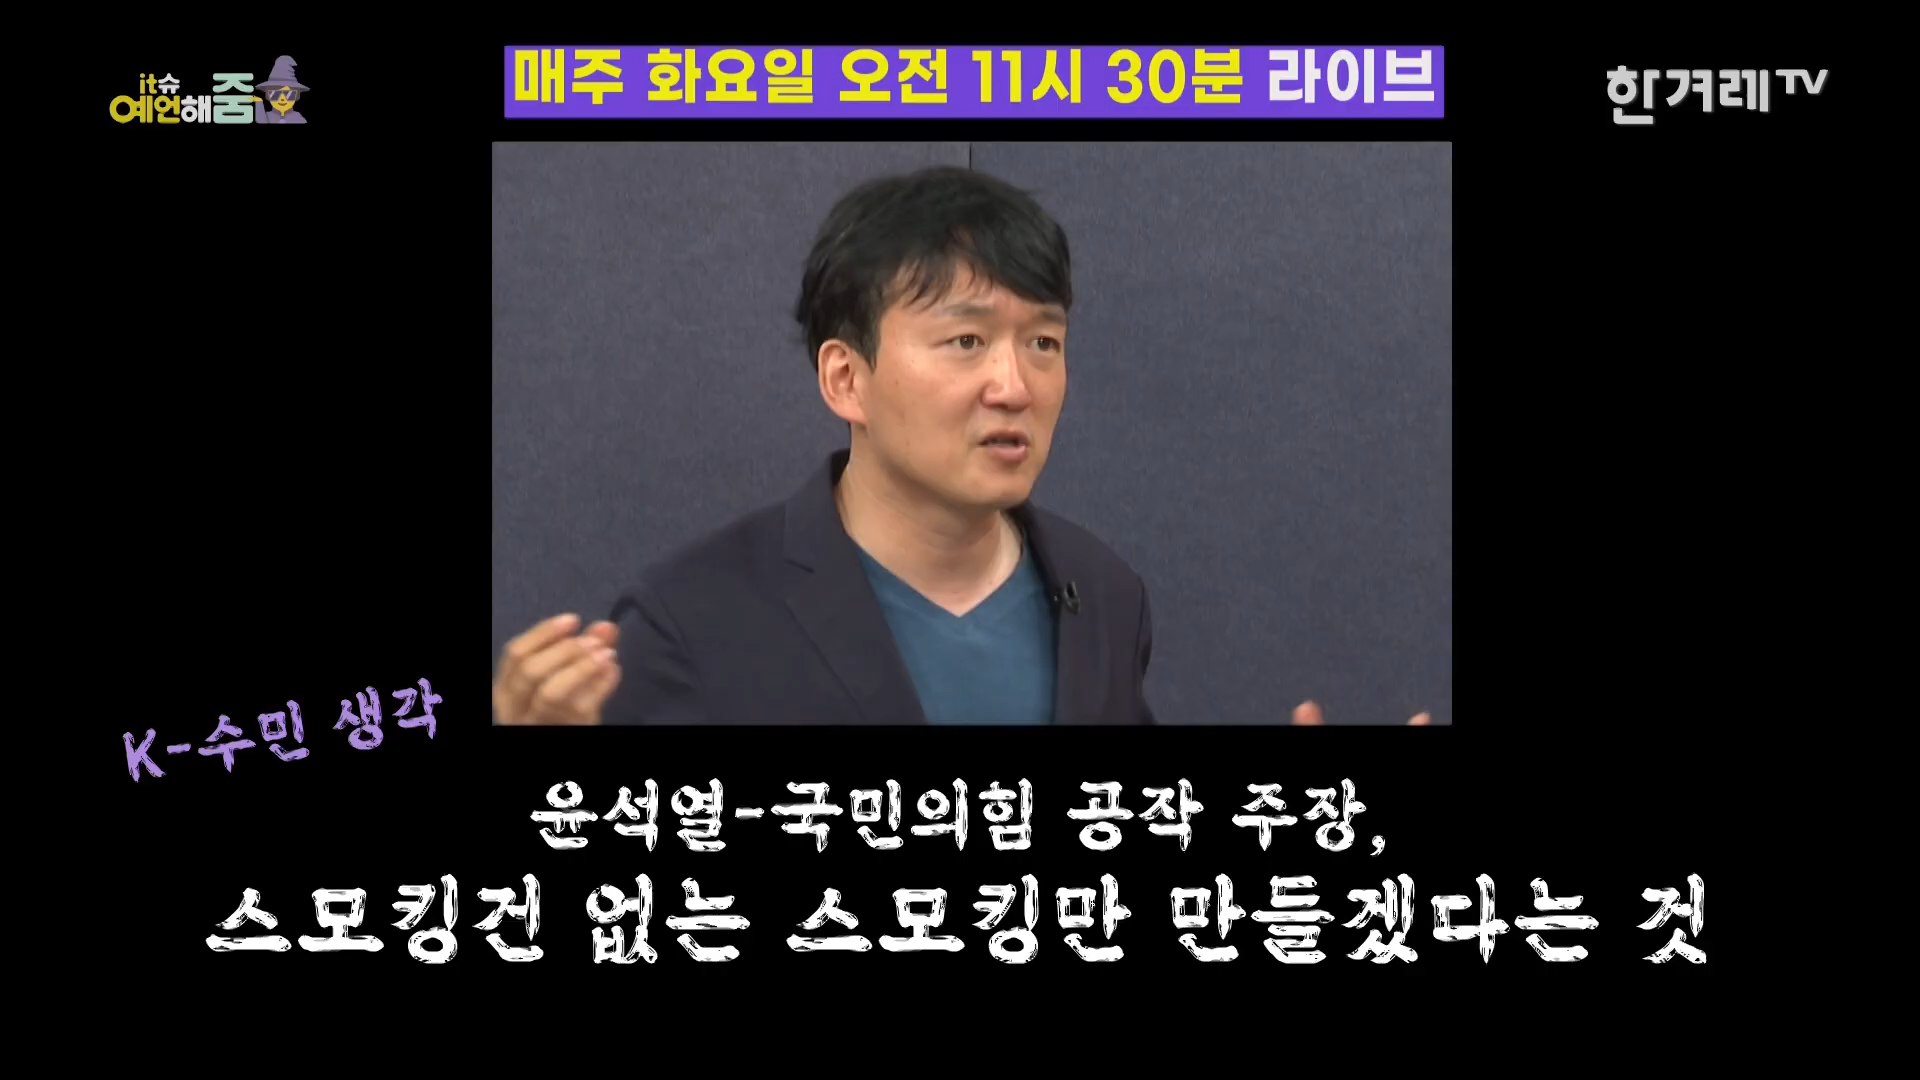 it슈
예언해줌
매주 화요일 오전 11시 30분 라이브
한겨레TV
K-수민 생각
윤석열-국민의힘 공작 주장,
스모킹건 없는 스모킹만 만들겠다는 것